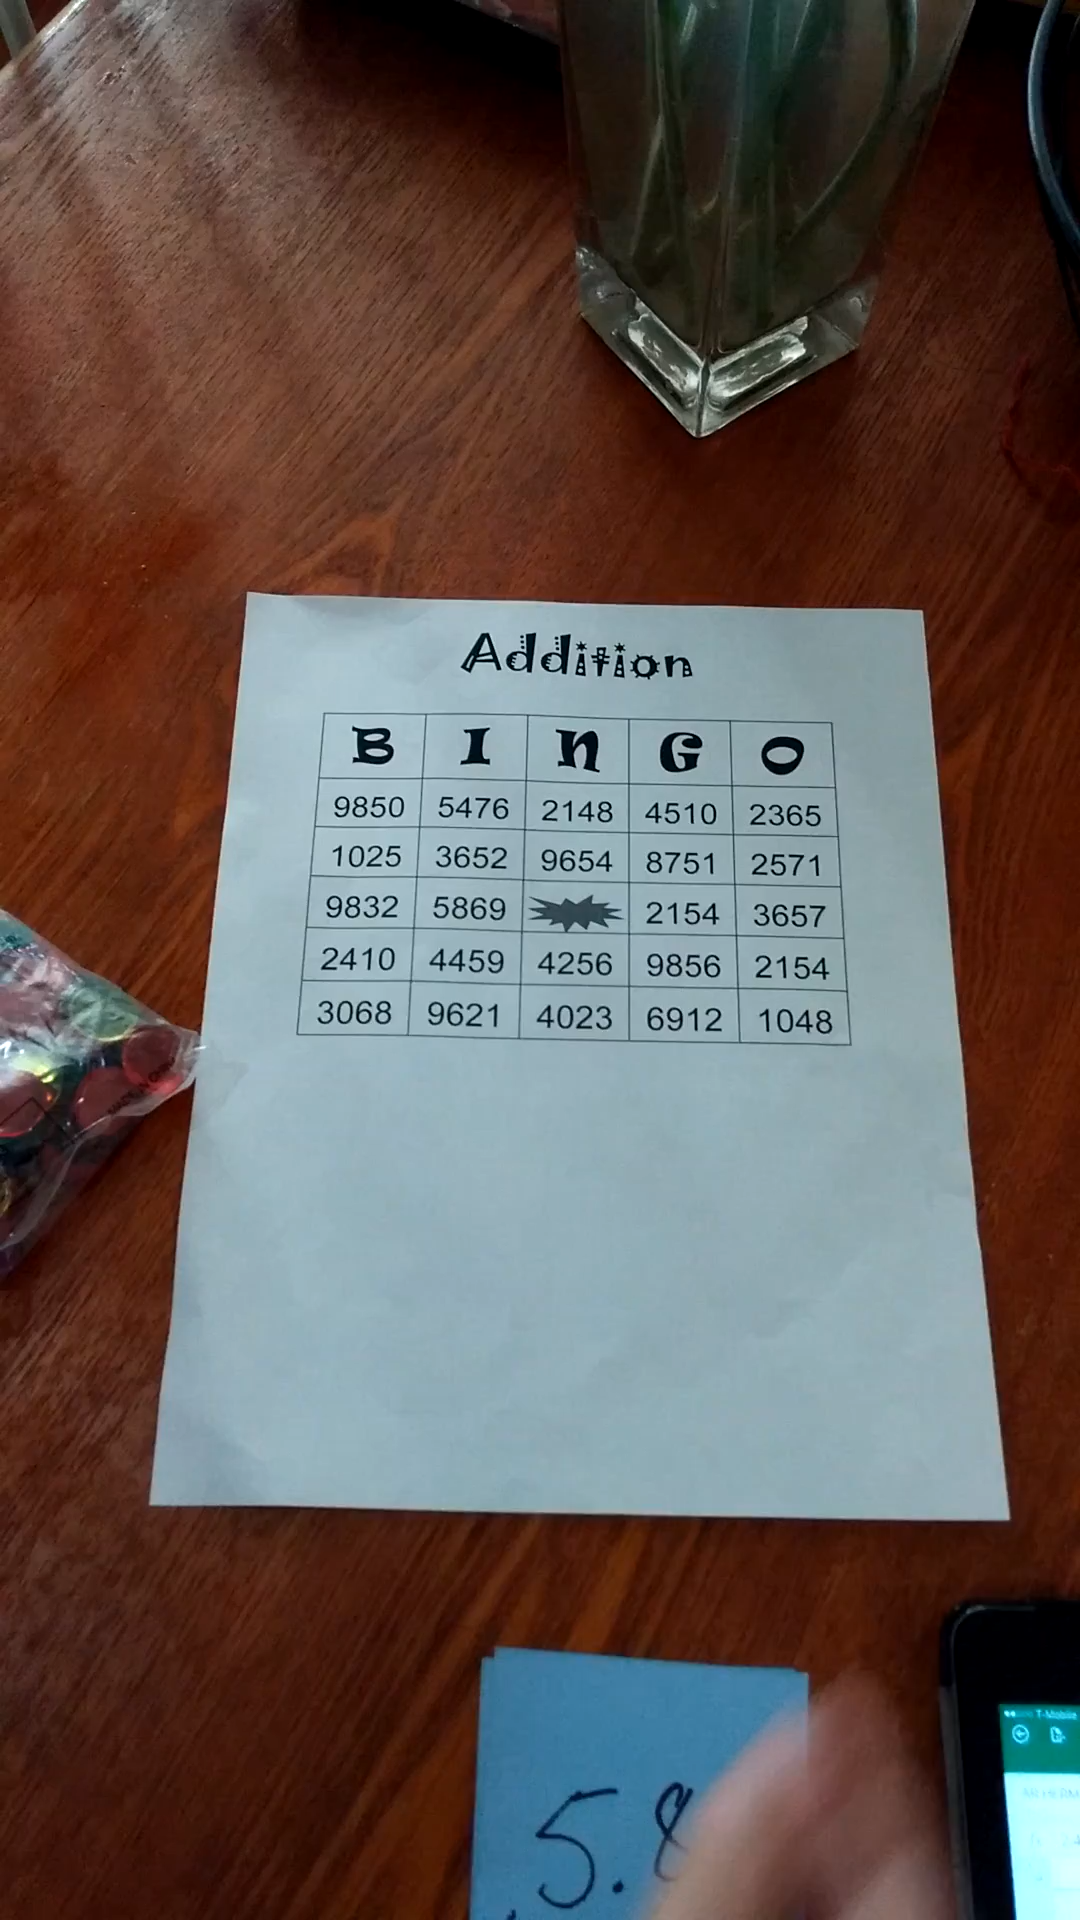 Addition
B I N G O
9850 5476 2148 4510 2365
1025 3652 9654 8751 2571
9832 5869 2154 3657
2410 4459 4256 9856 2154
3068 9621 4023 6912 1048
5.8
T-Mobile